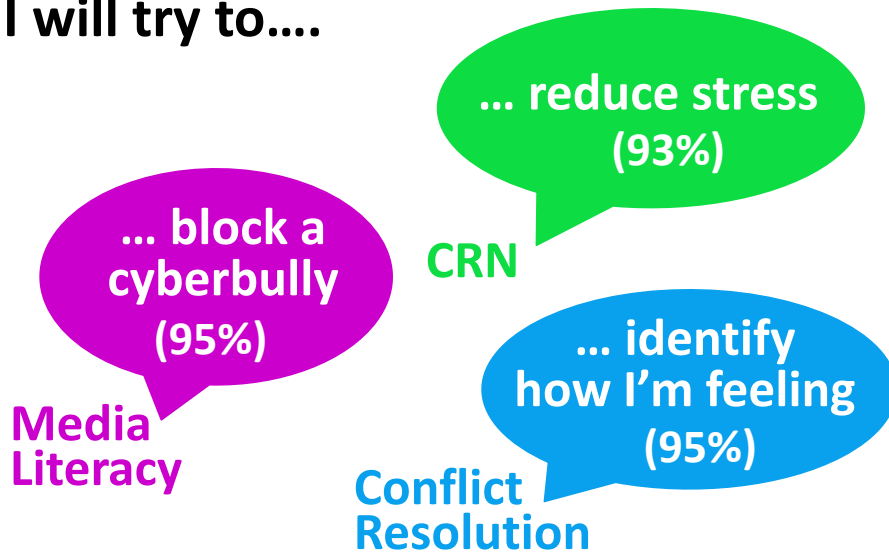 I will try to....
... reduce stress
(93%)
CRN
... block a
cyberbully
(95%)
Media
Literacy
... identify
how I’m feeling
(95%)
Conflict
Resolution